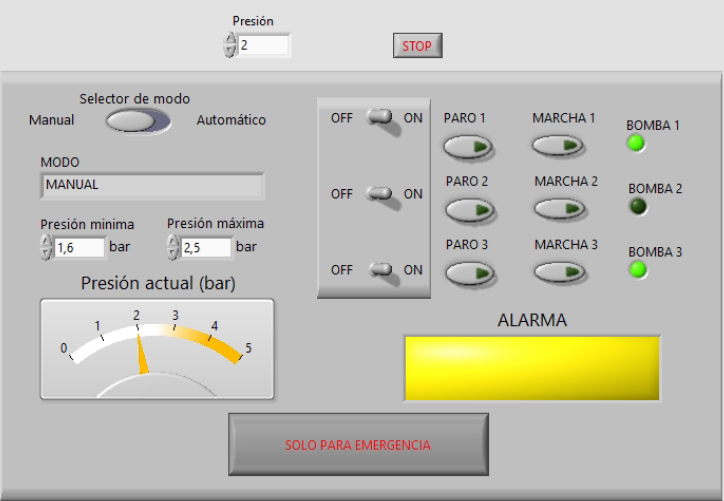 Presión
2
STOP
Selector de modo
Manual
Automático
MODO
MANUAL
Presión minima
1,6 bar
Presión máxima
2,5 bar
Presión actual (bar)
0 1 2 3 4 5
OFF ON
OFF ON
OFF ON
PARO 1 MARCHA 1 BOMBA 1
PARO 2 MARCHA 2 BOMBA 2
PARO 3 MARCHA 3 BOMBA 3
ALARMA
SOLO PARA EMERGENCIA